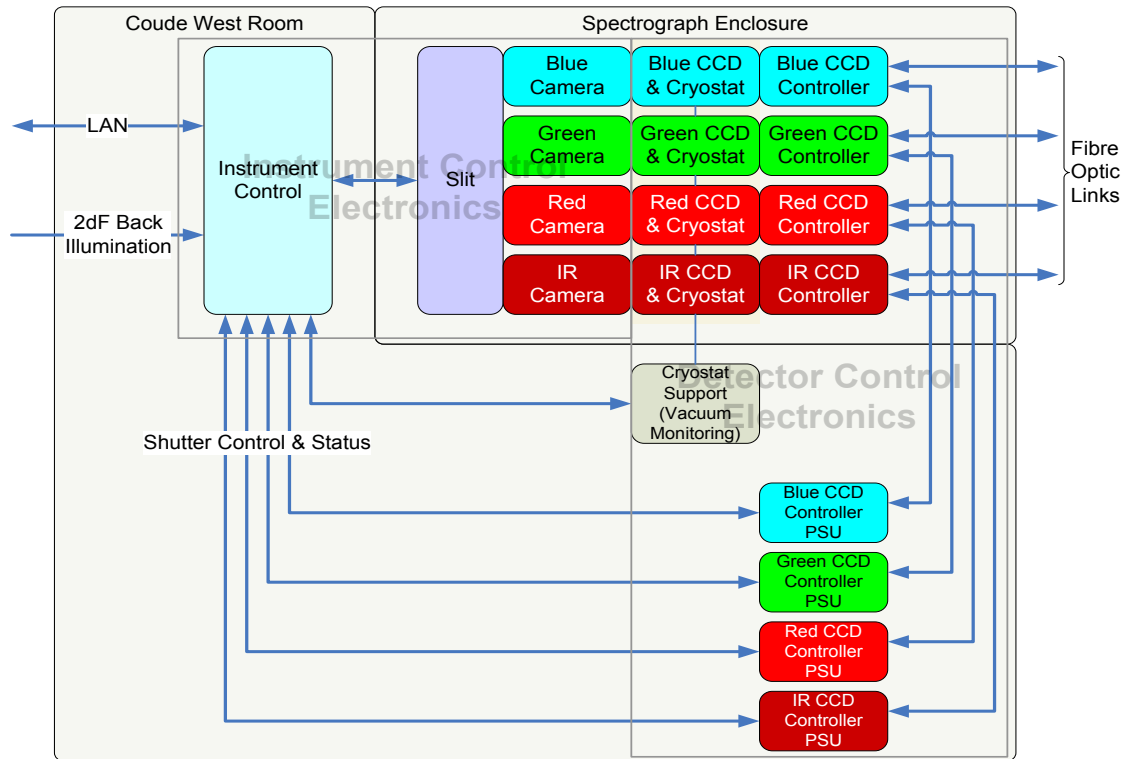 Coude West Room
Spectrograph Enclosure
LAN
2dF Back
Illumination
Instrument
Control
Instrument Control
Electronics
Slit
Blue
Camera
Blue CCD
& Cryostat
Blue CCD
Controller
Green
Camera
Green CCD
& Cryostat
Green CCD
Controller
Red
Camera
Red CCD
& Cryostat
Red CCD
Controller
IR
Camera
IR CCD
& Cryostat
IR CCD
Controller
Fibre
Optic
Links
Cryostat
Support
(Vacuum
Monitoring)
Detector Control
Electronics
Shutter Control & Status
Blue CCD
Controller
PSU
Green CCD
Controller
PSU
Red CCD
Controller
PSU
IR CCD
Controller
PSU